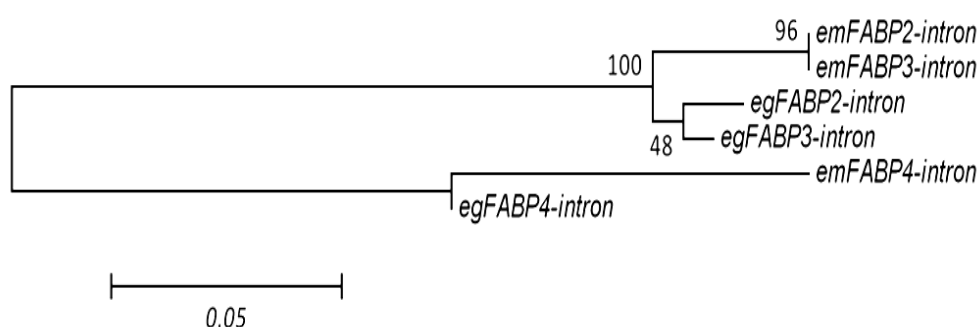 96
emFABP2-intron
100
emFABP3-intron
egFABP2-intron
48
egFABP3-intron
emFABP4-intron
egFABP4-intron
0.05